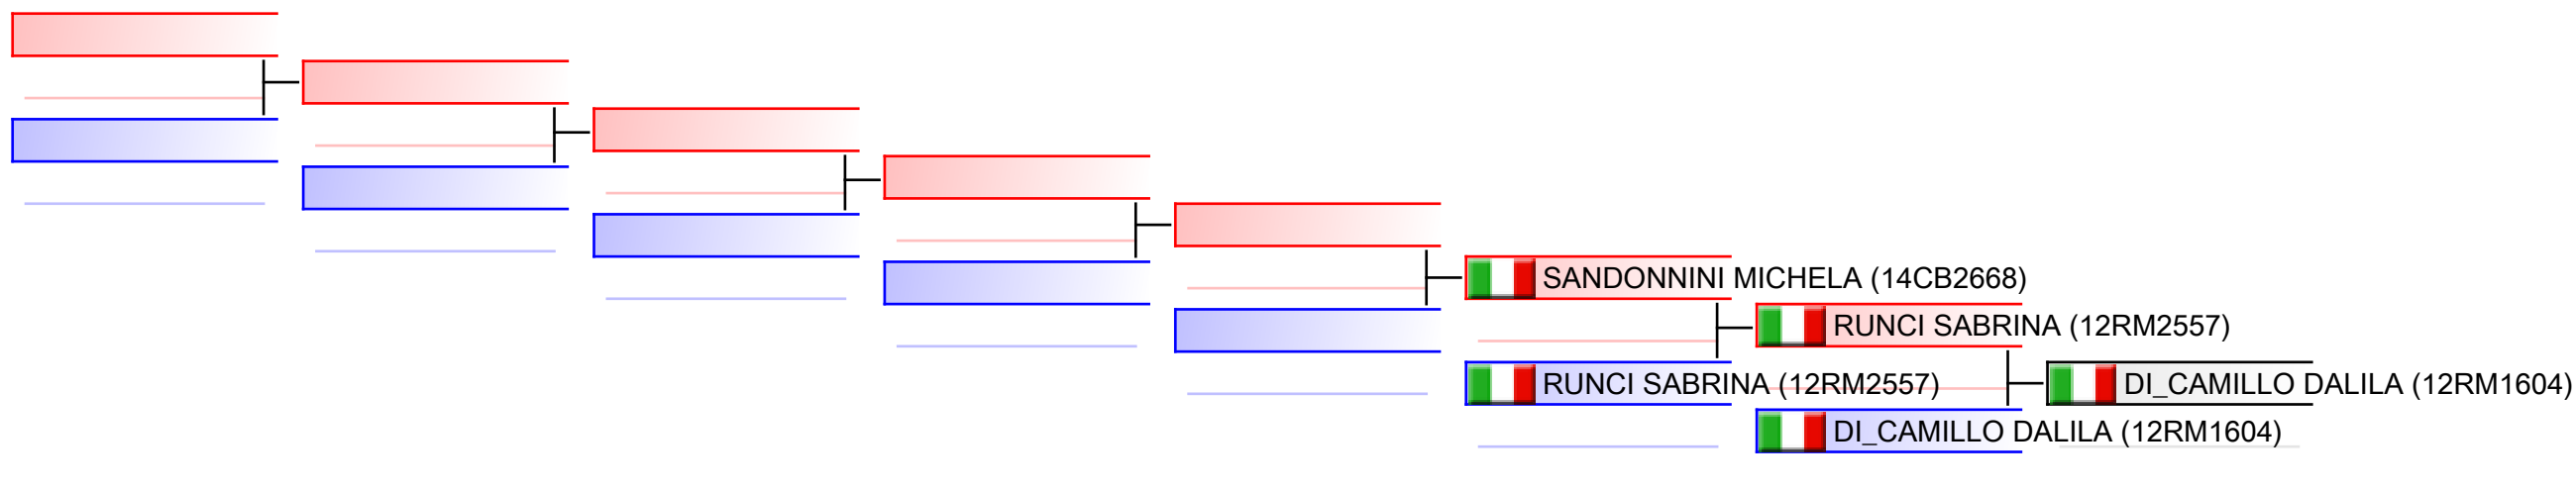 SANDONNINI MICHELA (14CB2668)
RUNCI SABRINA (12RM2557)
RUNCI SABRINA (12RM2557)
DI_CAMILLO DALILA (12RM1604)
DI_CAMILLO DALILA (12RM1604)